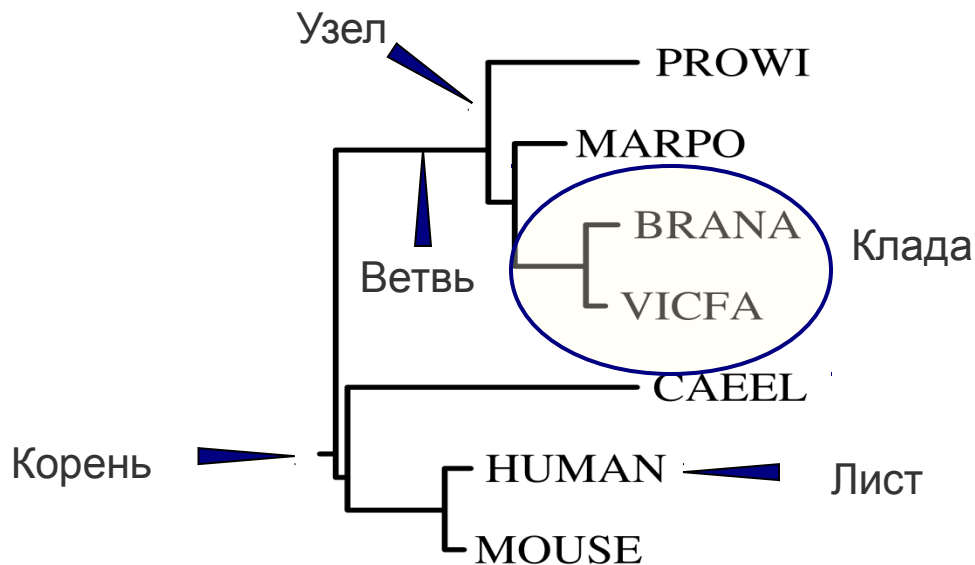 Узел
PROWI
MARPO
BRANA
Клада
Ветвь
VICFA
CAEEL
Корень
HUMAN
Лист
MOUSE